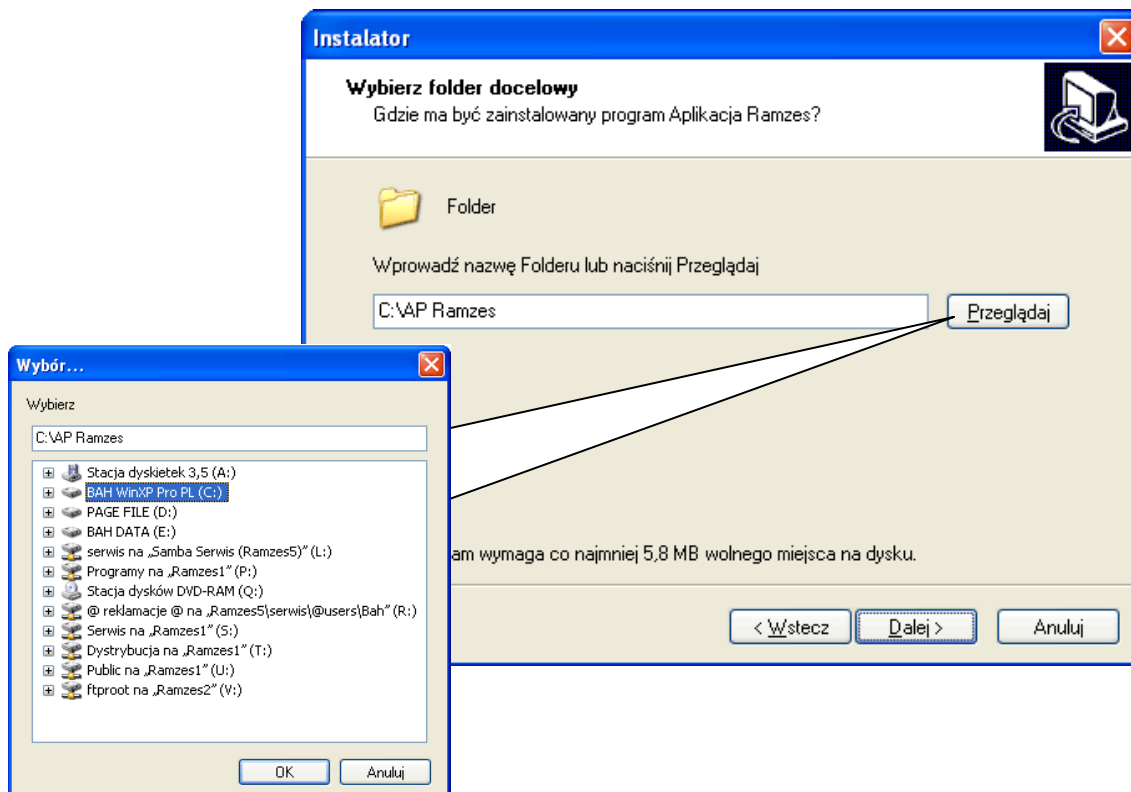 Instalator
Wybierz folder docelowy
Gdzie ma być zainstalowany program Aplikacja Ramzes?
Folder
Wprowadź nazwę Folderu lub naciśnij Przeglądaj
C:\AP Ramzes
Przeglądaj
am wymaga co najmniej 5,8 MB wolnego miejsca na dysku.
< Wstecz
Dalej >
Anuluj
Wybór...
Wybierz
C:\AP Ramzes
Stacja dyskietek 3,5 (A:)
BAH WinXP Pro PL (C:)
PAGE FILE (D:)
BAH DATA (E:)
serwis na „Samba Serwis (Ramzes5)” (L:)
Programy na „Ramzes1” (P:)
Stacja dysków DVD-RAM (Q:)
@ reklamacje @ na „Ramzes5\serwis\@users\Bah” (R:)
Serwis na „Ramzes1” (S:)
Dystrybucja na „Ramzes1” (T:)
Public na „Ramzes1” (U:)
ftproot na „Ramzes2” (V:)
OK
Anuluj